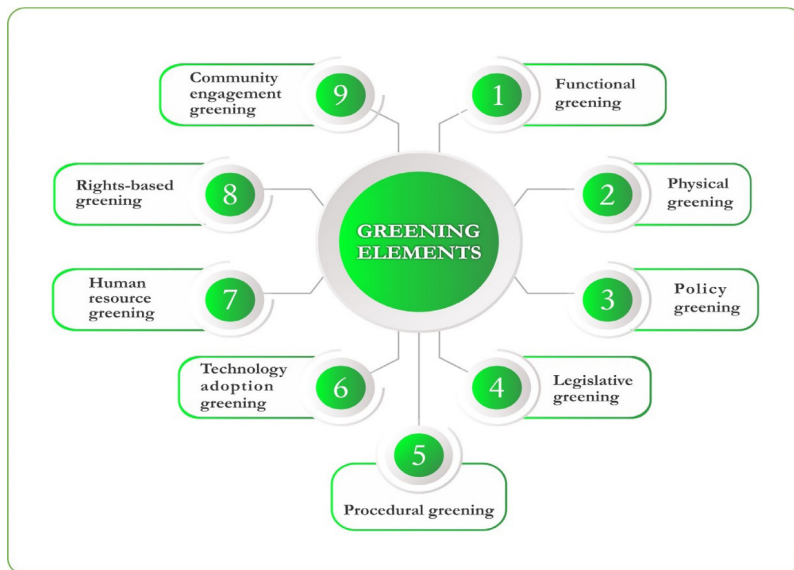 GREENING
ELEMENTS
1
Functional
greening
2
Physical
greening
3
Policy
greening
4
Legislative
greening
5
Procedural greening
6
Technology
adoption
greening
7
Human
resource
greening
8
Rights-based
greening
9
Community
engagement
greening